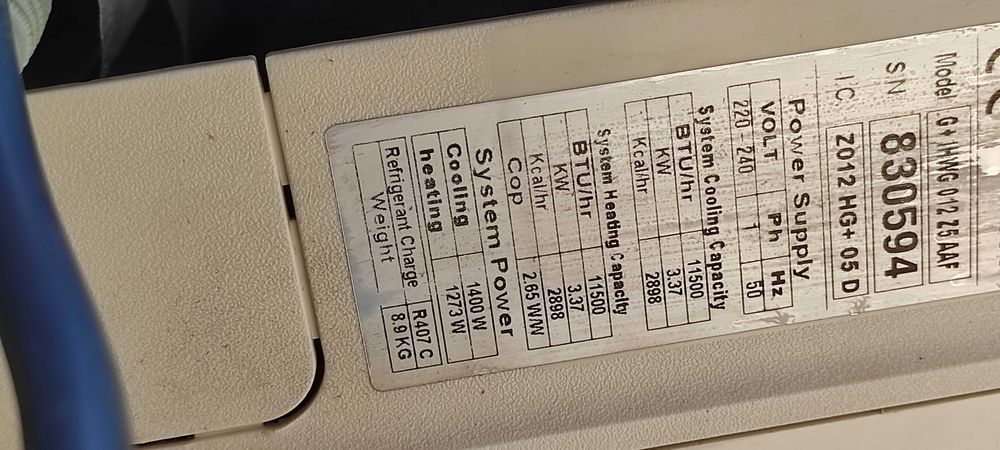 CE
Model G+ HWG 012 Z5 AAF
SN 830594
I.C. Z012 HG+ 05 D
Power Supply
VOLT Ph Hz
220 - 240 1 50
System Cooling Capacity
BTU/hr 11500
KW 3.37
Kcal/hr 2898
System Heating Capacity
BTU/hr 11500
KW 3.37
Kcal/hr 2898
Cop 2.65 W/W
System Power
Cooling 1400 W
heating 1273 W
Refrigerant Charge R407 C
Weight 8.9 KG